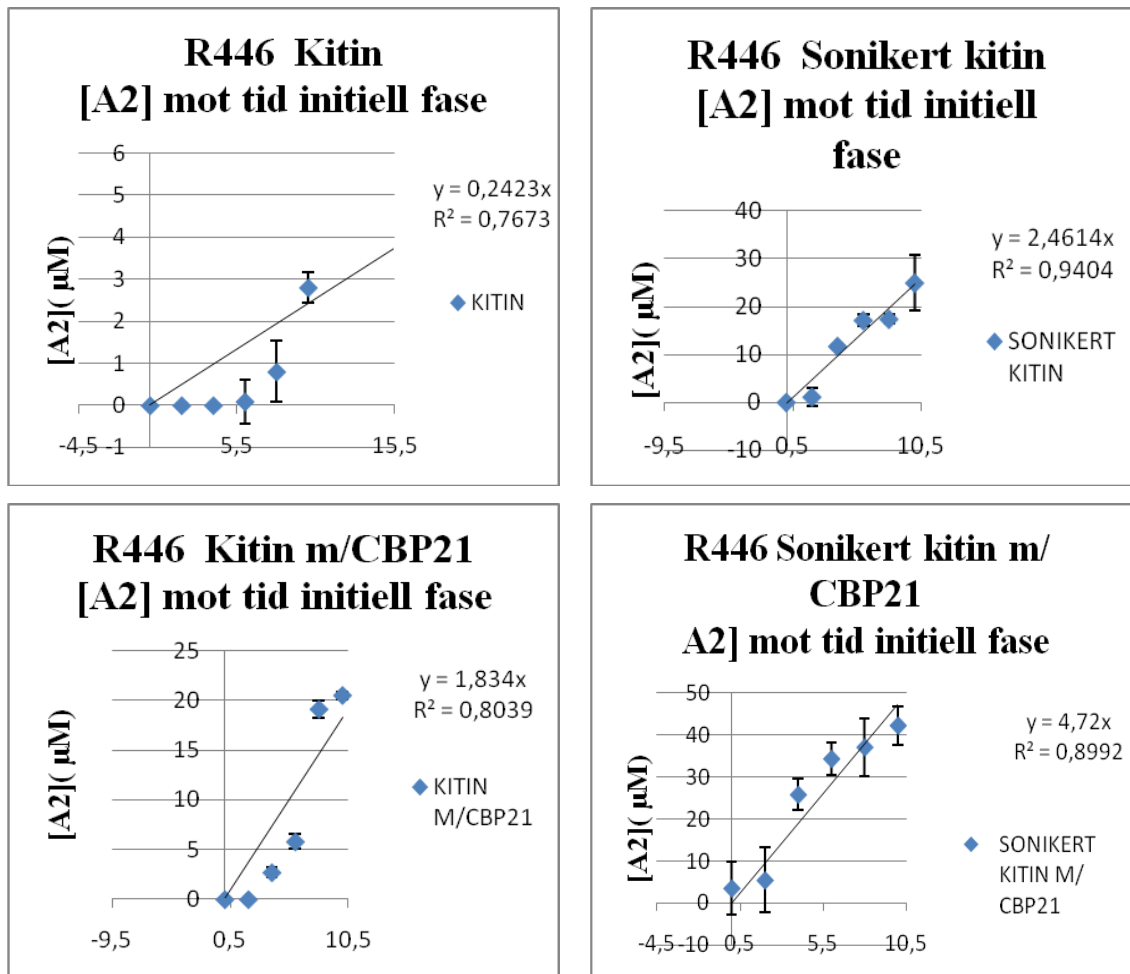 R446 Kitin
[A2] mot tid initiell fase
6
5
4
3
2
1
0
-1
-4,5
5,5
15,5
[A2]( µM)
y = 0,2423x
R² = 0,7673
KITIN
R446 Sonikert kitin
[A2] mot tid initiell
fase
40
30
20
10
0
-10
-9,5
0,5
10,5
[A2]( µM)
y = 2,4614x
R² = 0,9404
SONIKERT
KITIN
R446 Kitin m/CBP21
[A2] mot tid initiell fase
25
20
15
10
5
0
-9,5
0,5
10,5
[A2]( µM)
y = 1,834x
R² = 0,8039
KITIN
M/CBP21
R446 Sonikert kitin m/
CBP21
A2] mot tid initiell fase
50
40
30
20
10
0
-10
-4,5
0,5
5,5
10,5
[A2]( µM)
y = 4,72x
R² = 0,8992
SONIKERT
KITIN M/
CBP21